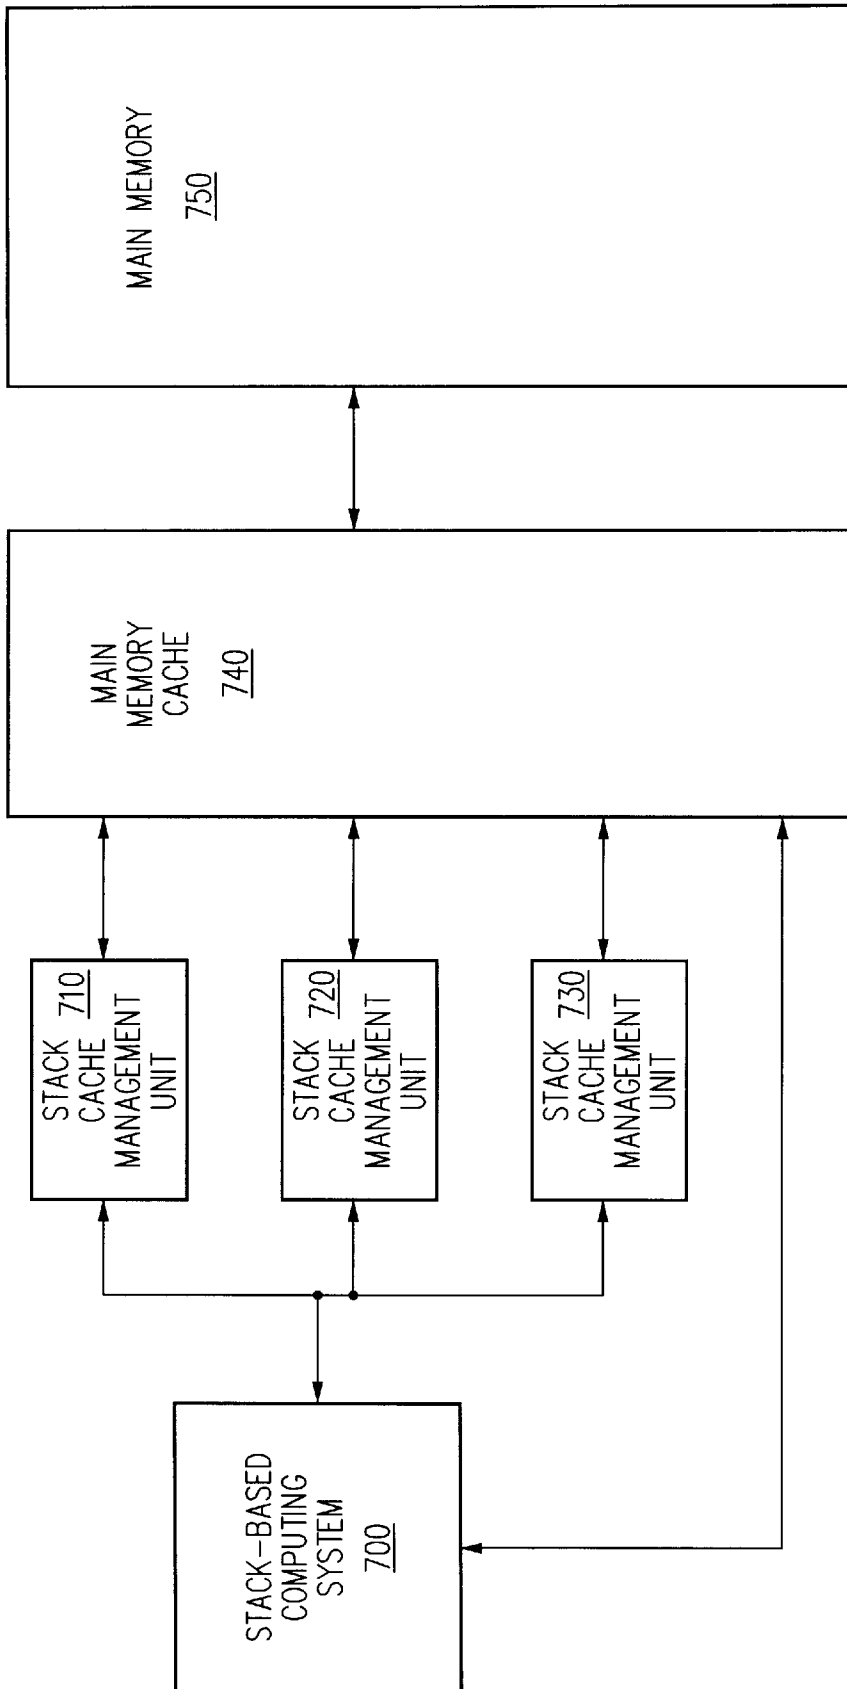 STACK-BASED
COMPUTING
SYSTEM
700
STACK 710
CACHE
MANAGEMENT
UNIT
STACK 720
CACHE
MANAGEMENT
UNIT
STACK 730
CACHE
MANAGEMENT
UNIT
MAIN
MEMORY
CACHE
740
MAIN MEMORY
750